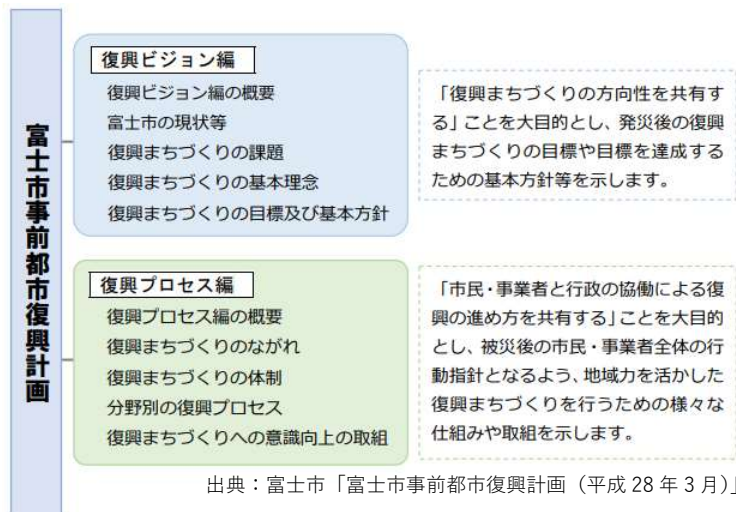 富士市事前都市復興計画
復興ビジョン編
復興ビジョン編の概要
富士市の現状等
復興まちづくりの課題
復興まちづくりの基本理念
復興まちづくりの目標及び基本方針
「復興まちづくりの方向性を共有す
る」ことを大目的とし、発災後の復興
まちづくりの目標や目標を達成する
ための基本方針等を示します。
復興プロセス編
復興プロセス編の概要
復興まちづくりのながれ
復興まちづくりの体制
分野別の復興プロセス
復興まちづくりへの意識向上の取組
「市民・事業者と行政の協働による復
興の進め方を共有する」ことを大目的
とし、被災後の市民・事業者全体の行
動指針となるよう、地域力を活かした
復興まちづくりを行うための様々な
仕組みや取組を示します。
出典：富士市「富士市事前都市復興計画（平成 28 年 3 月）」